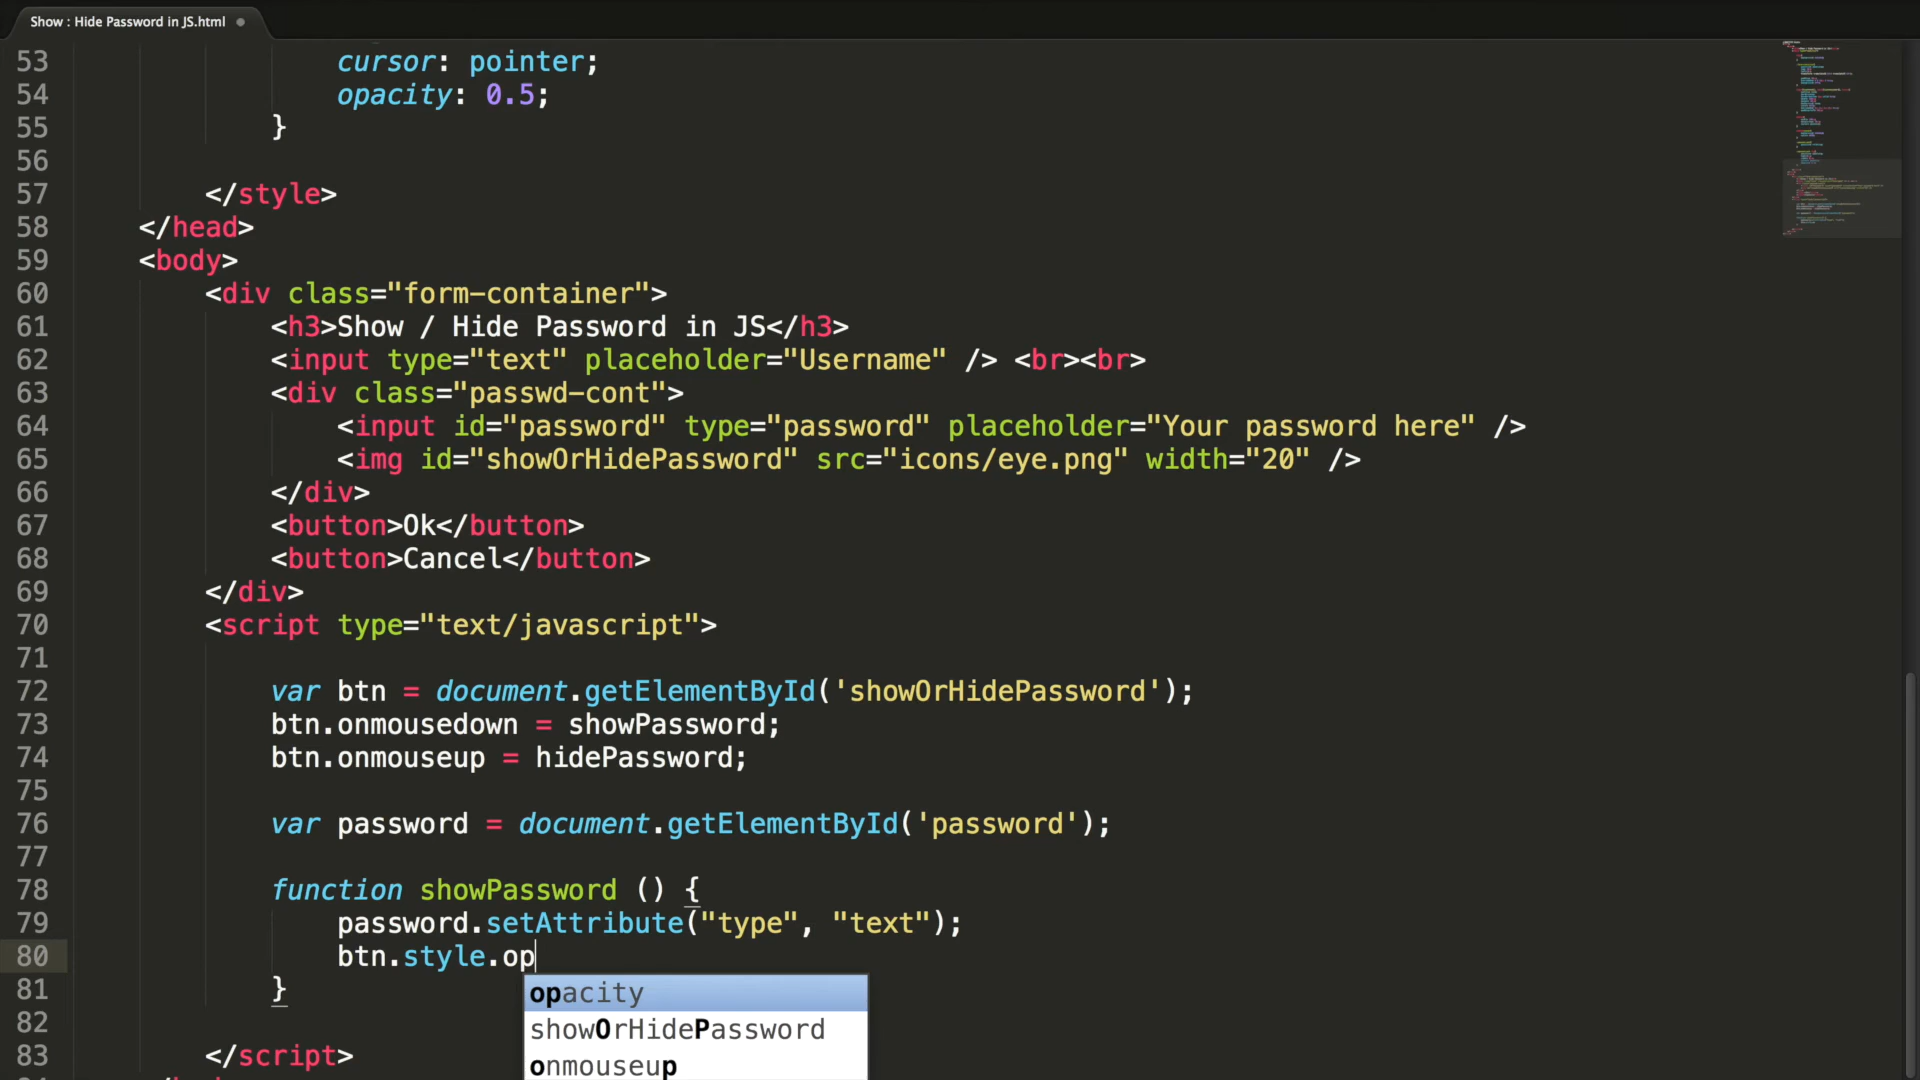 Show : Hide Password in JS.html
53 cursor: pointer;
54 opacity: 0.5;
55 }
56
57 </style>
58 </head>
59 <body>
60 <div class="form-container">
61 <h3>Show / Hide Password in JS</h3>
62 <input type="text" placeholder="Username" /> <br><br>
63 <div class="passwd-cont">
64 <input id="password" type="password" placeholder="Your password here" />
65 <img id="showOrHidePassword" src="icons/eye.png" width="20" />
66 </div>
67 <button>Ok</button>
68 <button>Cancel</button>
69 </div>
70 <script type="text/javascript">
71
72 var btn = document.getElementById('showOrHidePassword');
73 btn.onmousedown = showPassword;
74 btn.onmouseup = hidePassword;
75
76 var password = document.getElementById('password');
77
78 function showPassword () {
79 password.setAttribute("type", "text");
80 btn.style.op
81 }
opacity
82
showOrHidePassword
83 </script>
onmouseup